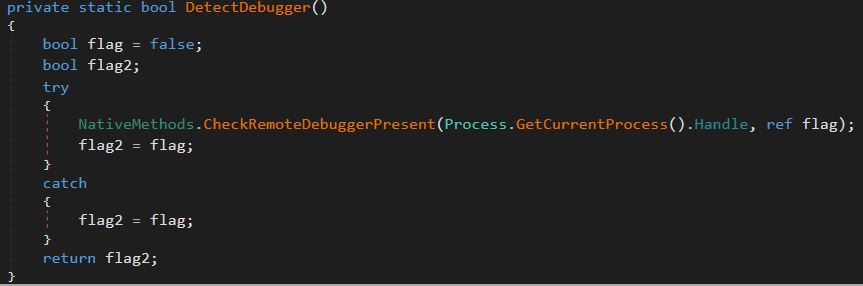 private static bool DetectDebugger()
{
    bool flag = false;
    bool flag2;
    try
    {
        NativeMethods.CheckRemoteDebuggerPresent(Process.GetCurrentProcess().Handle, ref flag);
        flag2 = flag;
    }
    catch
    {
        flag2 = flag;
    }
    return flag2;
}